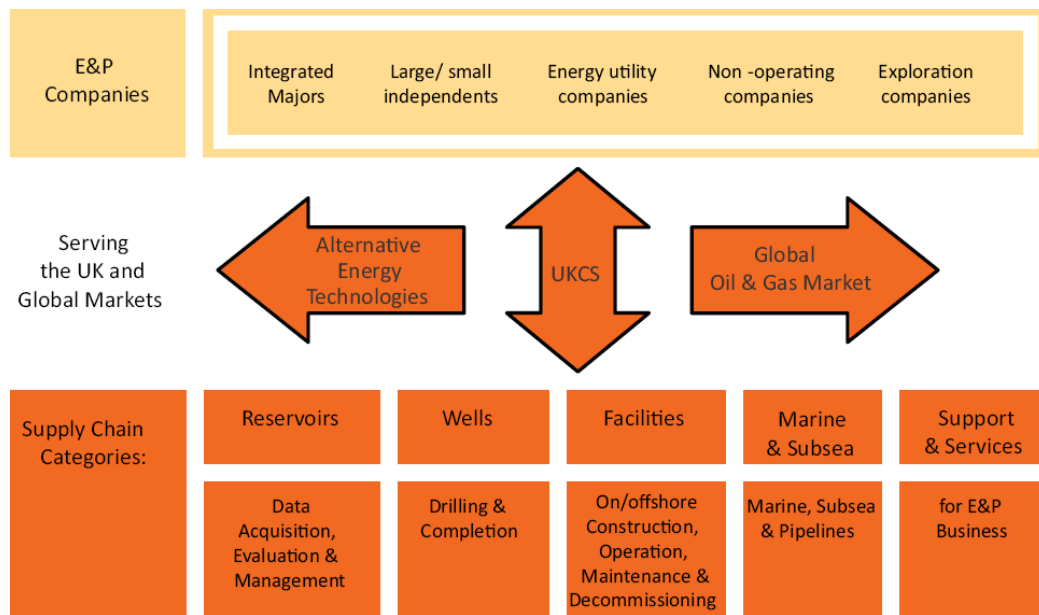 E&P
Companies
Integrated
Majors
Large/ small
independents
Energy utility
companies
Non -operating
companies
Exploration
companies
Serving
the UK and
Global Markets
Alternative
Energy
Technologies
UKCS
Global
Oil & Gas Market
Supply Chain
Categories:
Reservoirs
Wells
Facilities
Marine
& Subsea
Support
& Services
Data
Acquisition,
Evaluation &
Management
Drilling &
Completion
On/offshore
Construction,
Operation,
Maintenance &
Decommissioning
Marine, Subsea
& Pipelines
for E&P
Business